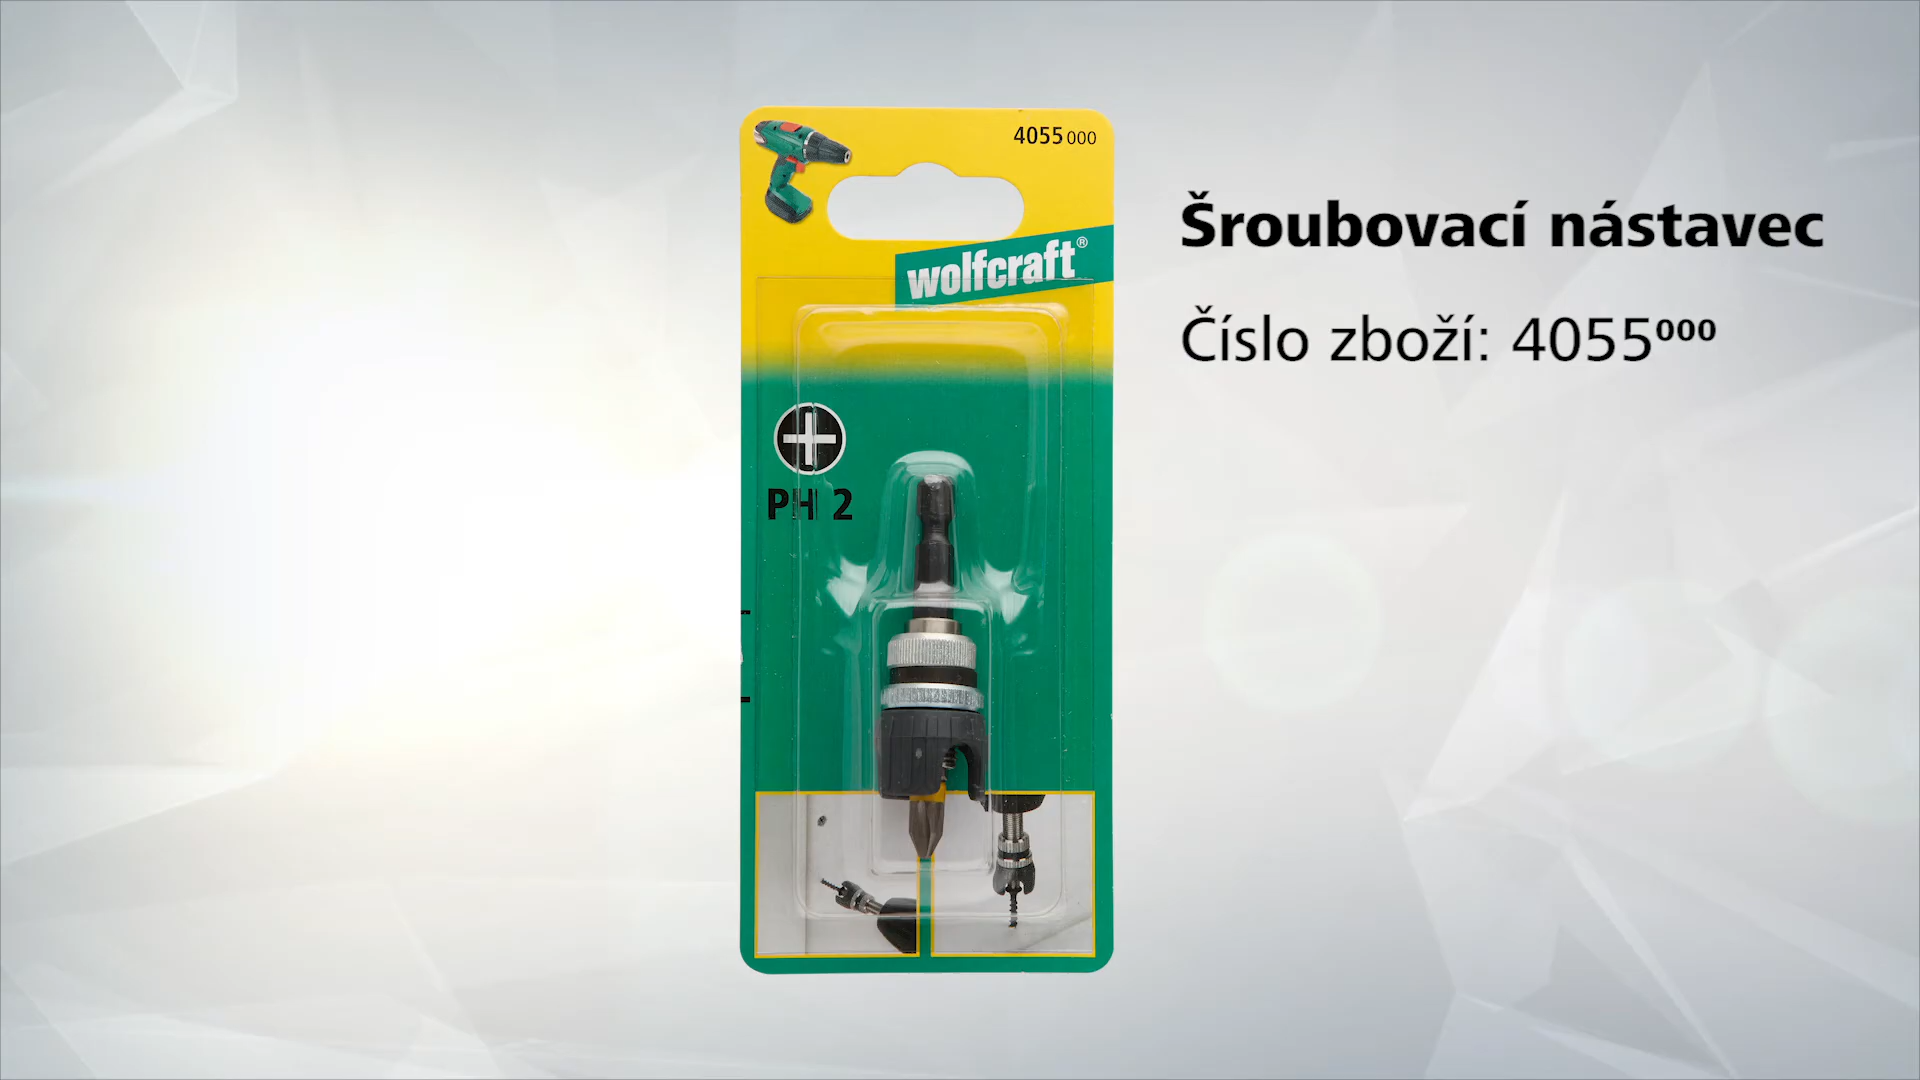 4055 000
wolfcraft®
PH 2
Šroubovací nástavec
Číslo zboží: 4055⁰⁰⁰